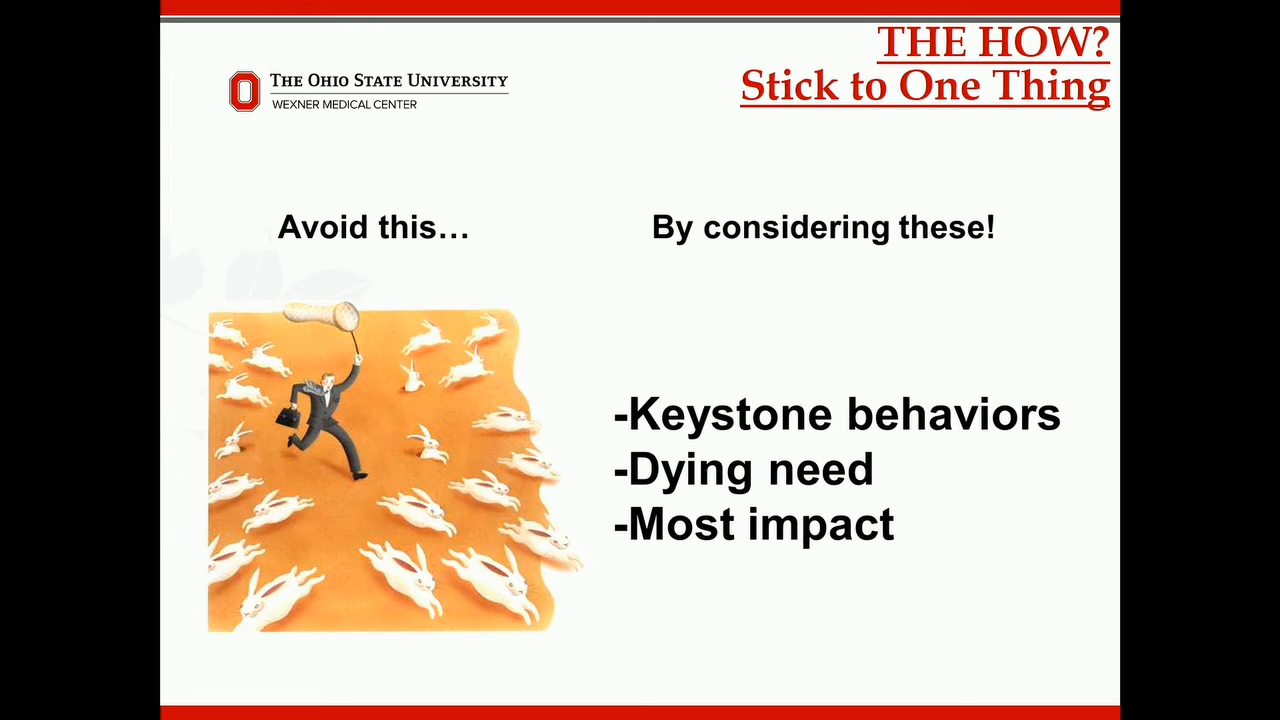 THE HOW?
Stick to One Thing
THE OHIO STATE UNIVERSITY
WEXNER MEDICAL CENTER
Avoid this…
By considering these!
-Keystone behaviors
-Dying need
-Most impact